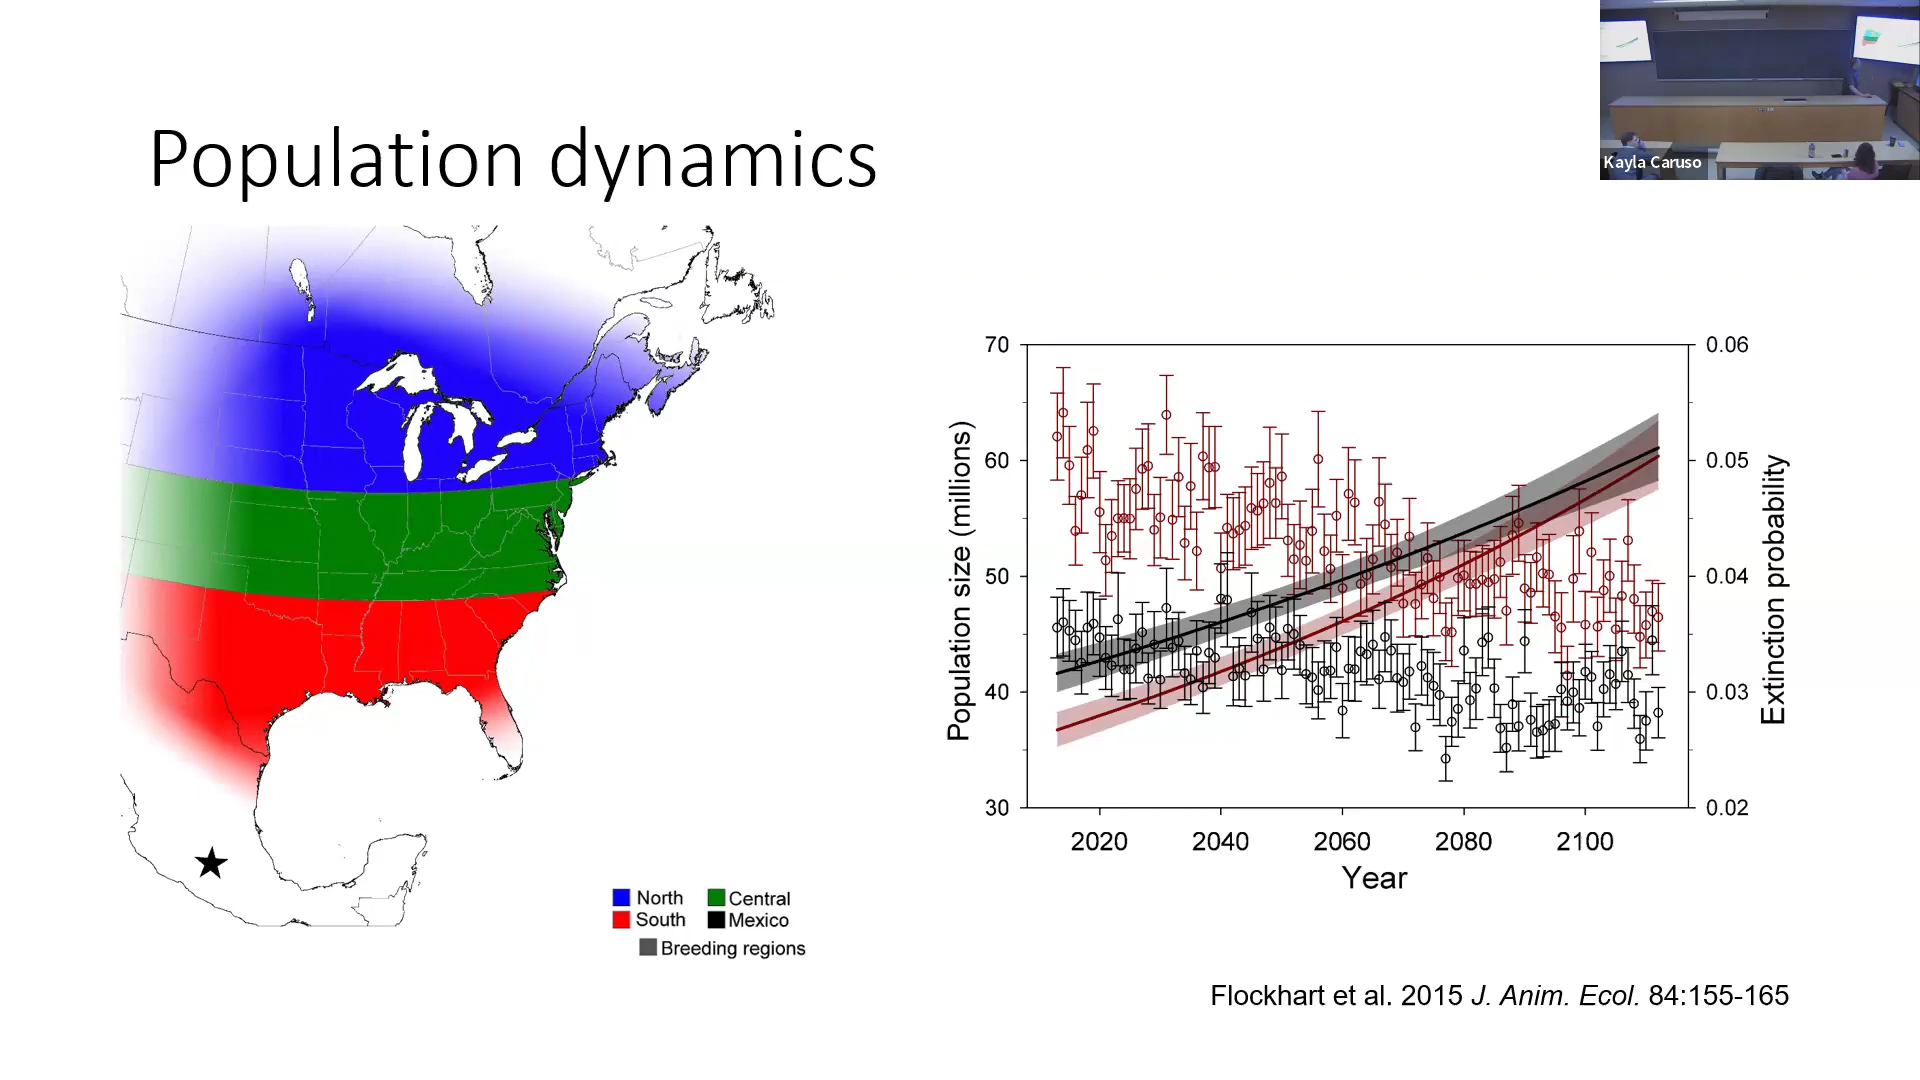 Kayla Caruso
Population dynamics
North
Central
South
Mexico
Breeding regions
70
60
50
40
30
Population size (millions)
0.06
0.05
0.04
0.03
0.02
Extinction probability
2020 2040 2060 2080 2100
Year
Flockhart et al. 2015 J. Anim. Ecol. 84:155-165